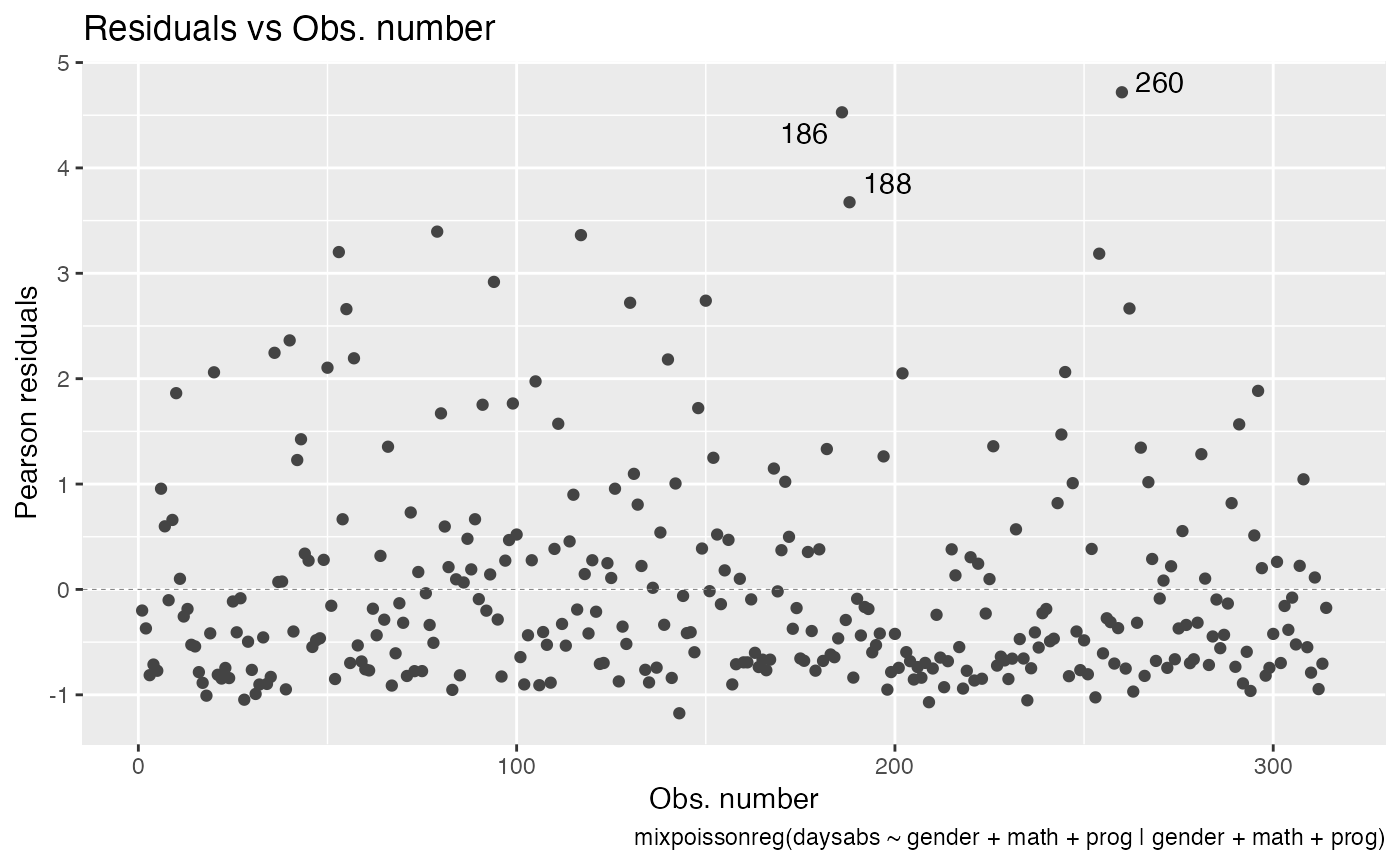 Residuals vs Obs. number
5
260
186
4
188
3
2
1
0
-1
Pearson residuals
0 100 200 300
Obs. number
mixpoissonreg(daysabs ~ gender + math + prog | gender + math + prog)